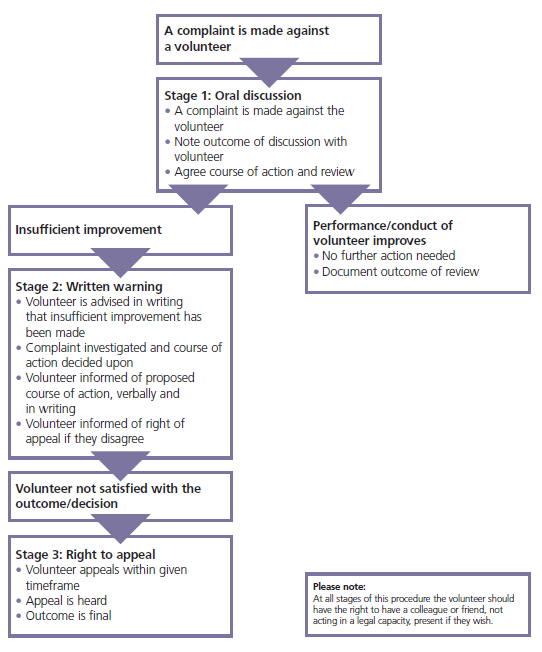 A complaint is made against
a volunteer
Stage 1: Oral discussion
• A complaint is made against the
volunteer
• Note outcome of discussion with
volunteer
• Agree course of action and review
Insufficient improvement
Performance/conduct of
volunteer improves
• No further action needed
• Document outcome of review
Stage 2: Written warning
• Volunteer is advised in writing
that insufficient improvement has
been made
• Complaint investigated and course of
action decided upon
• Volunteer informed of proposed
course of action, verbally and
in writing
• Volunteer informed of right of
appeal if they disagree
Volunteer not satisfied with the
outcome/decision
Stage 3: Right to appeal
• Volunteer appeals within given
timeframe
• Appeal is heard
• Outcome is final
Please note:
At all stages of this procedure the volunteer should
have the right to have a colleague or friend, not
acting in a legal capacity, present if they wish.